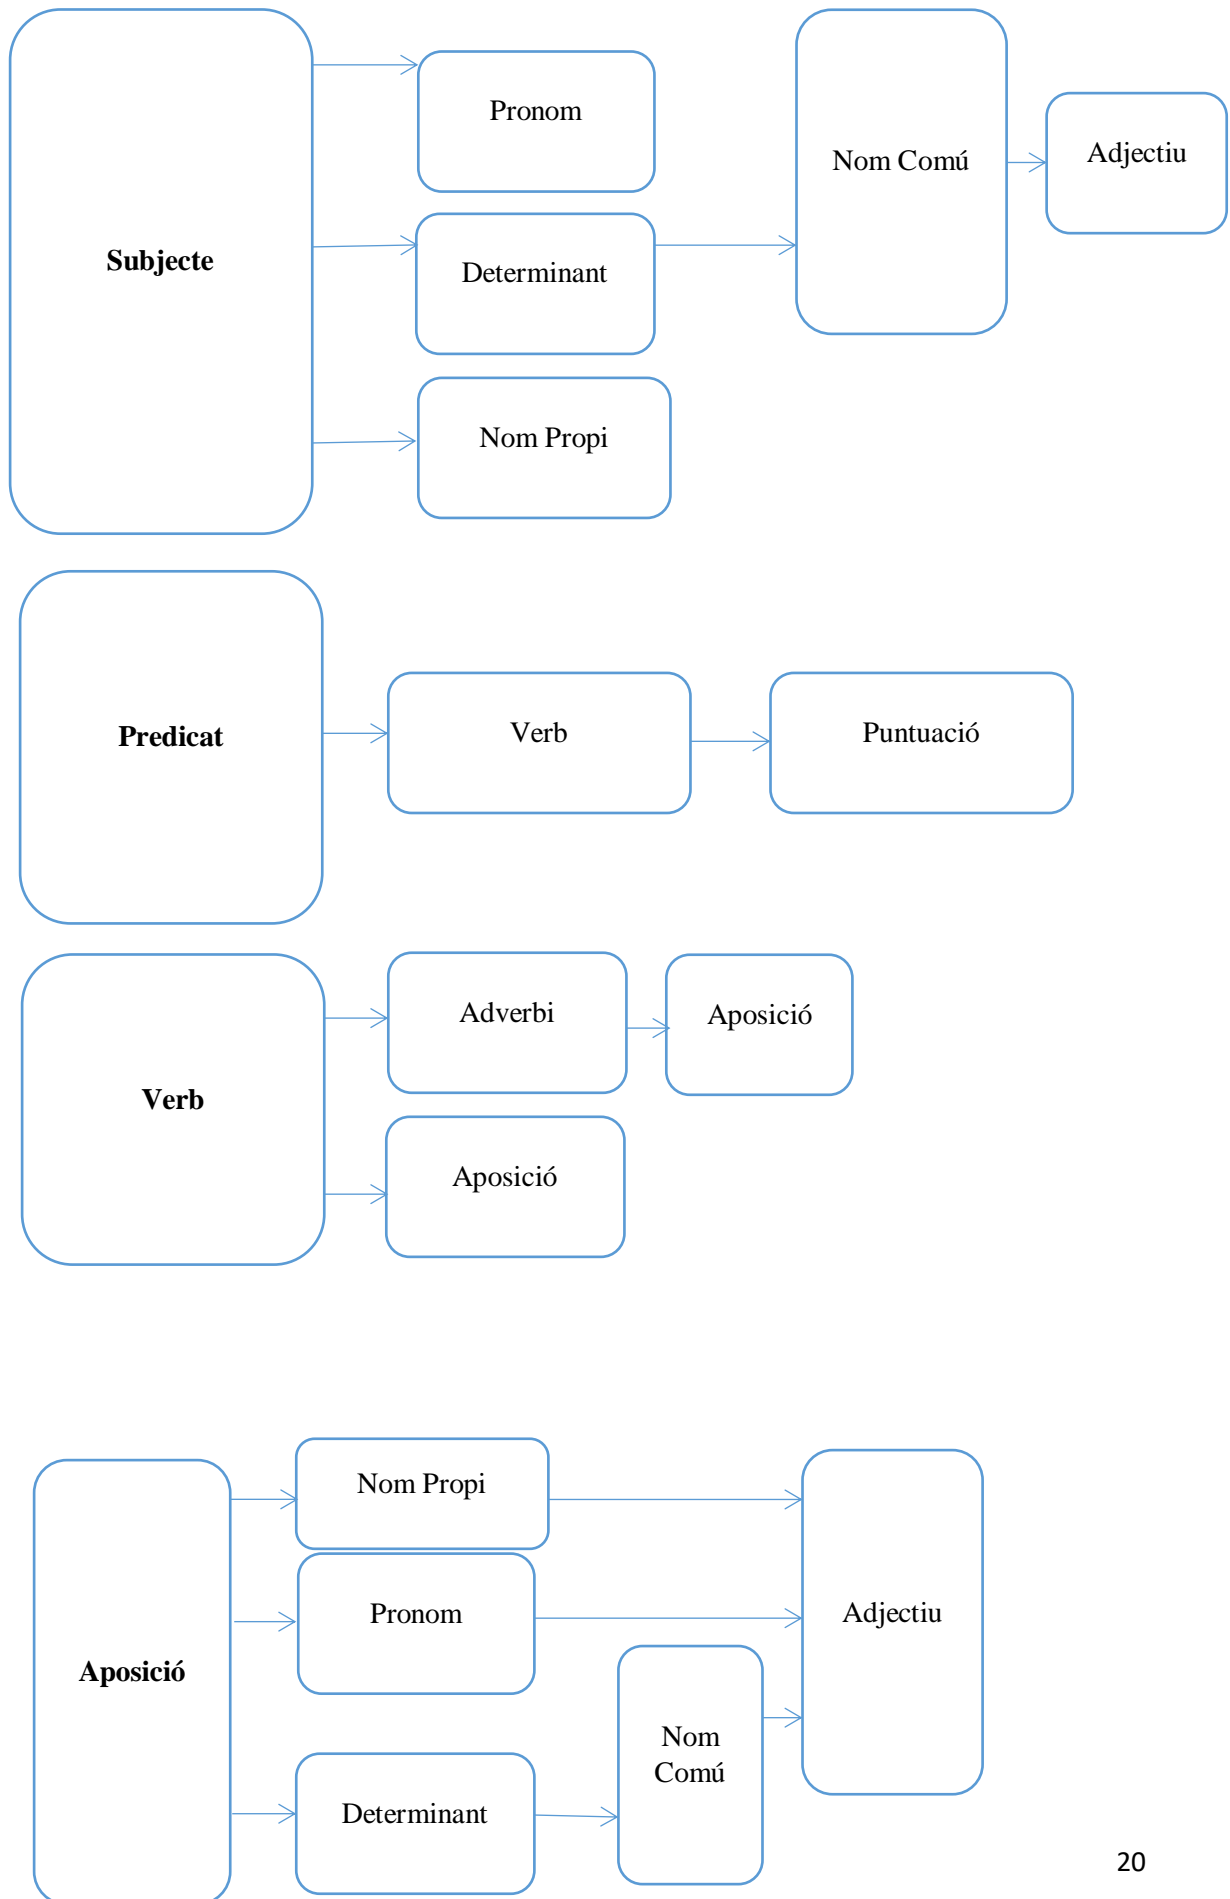 Pronom
Nom Comú
Adjectiu
Subjecte
Determinant
Nom Propi
Predicat
Verb
Puntuació
Verb
Adverbi
Aposició
Aposició
Aposició
Nom Propi
Pronom
Adjectiu
Nom
Comú
Determinant
20